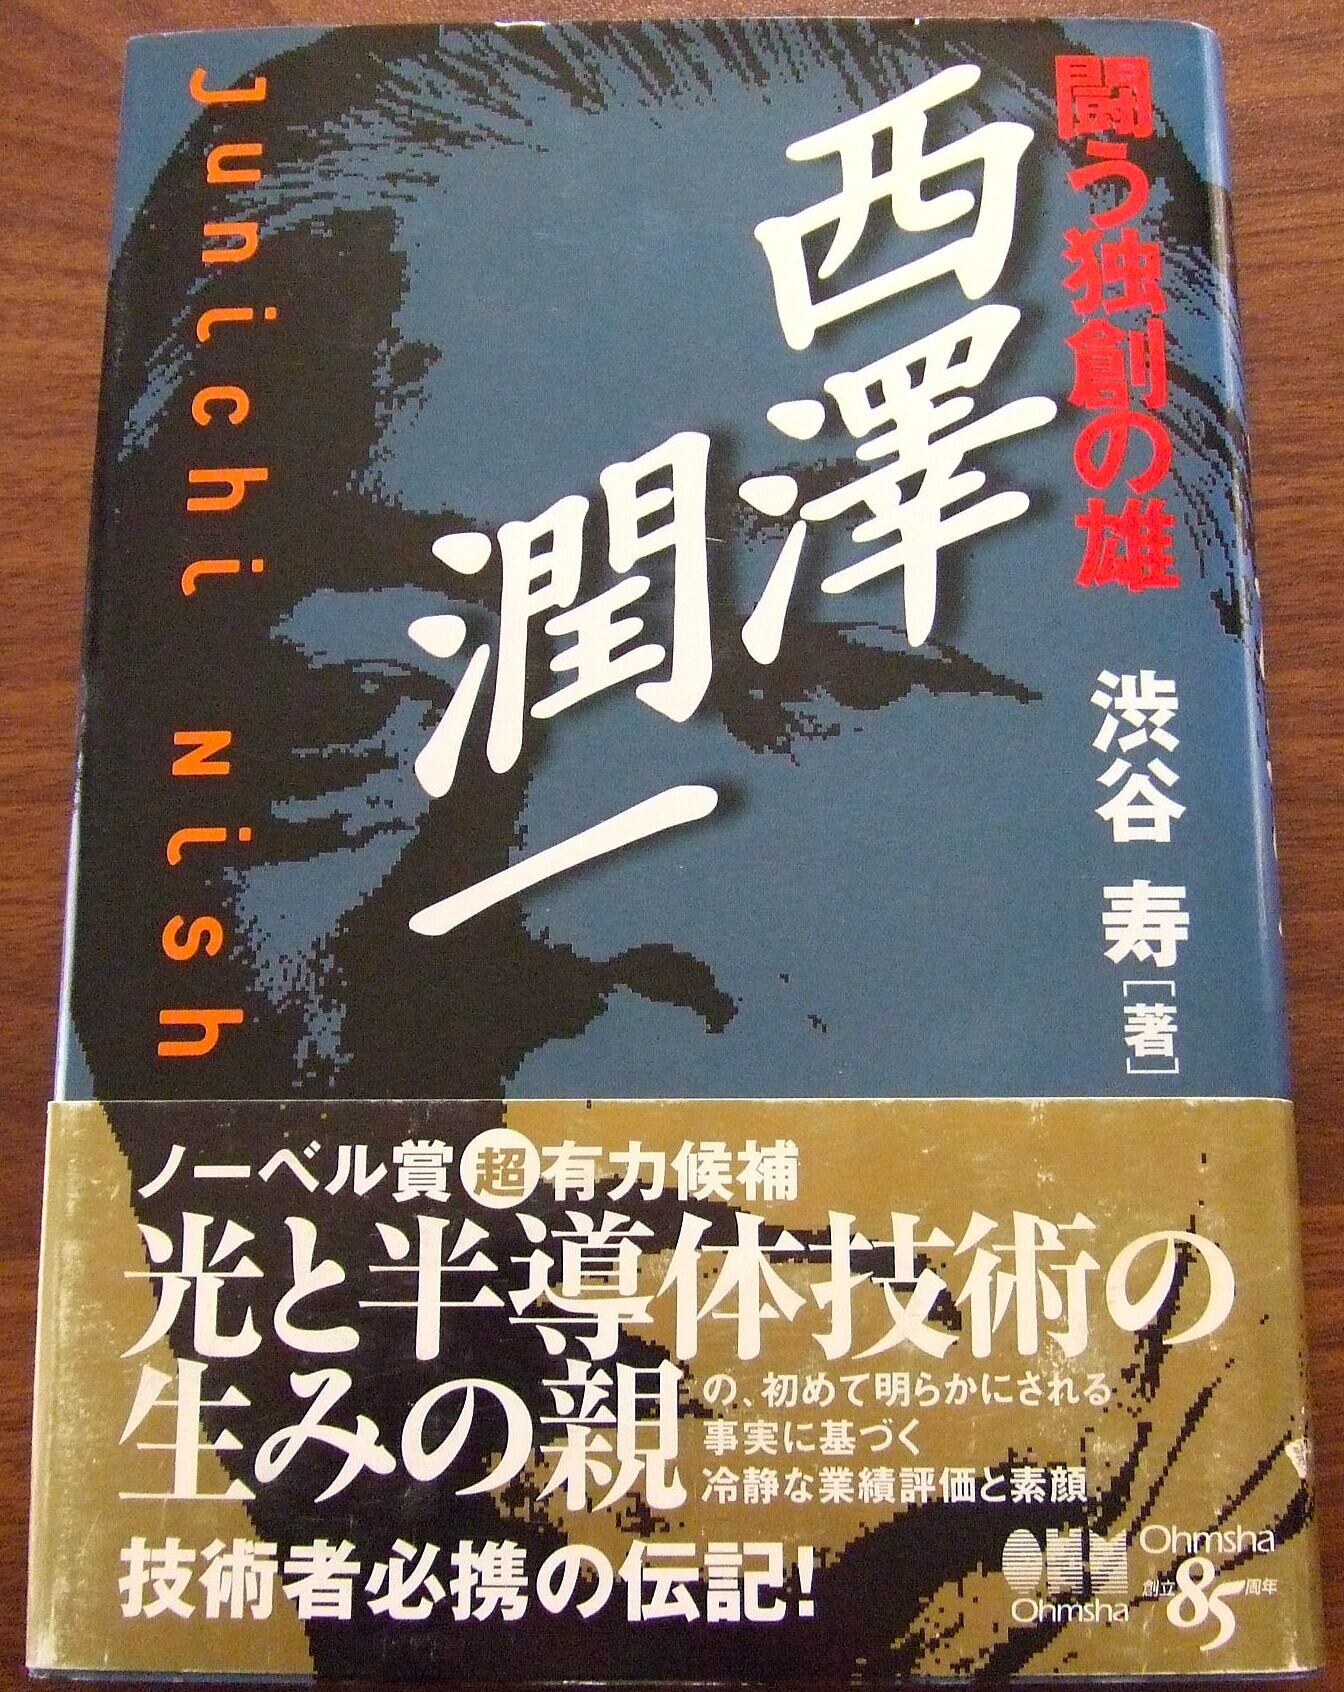 闘う独創の雄
西澤
潤一
渋谷 寿[著]
Junichi Nish
ノーベル賞超有力候補
光と半導体技術の
生みの親
の、初めて明らかにされる
事実に基づく
冷静な業績評価と素顔
技術者必携の伝記!
OHM
Ohmsha
Ohmsha
創立85周年